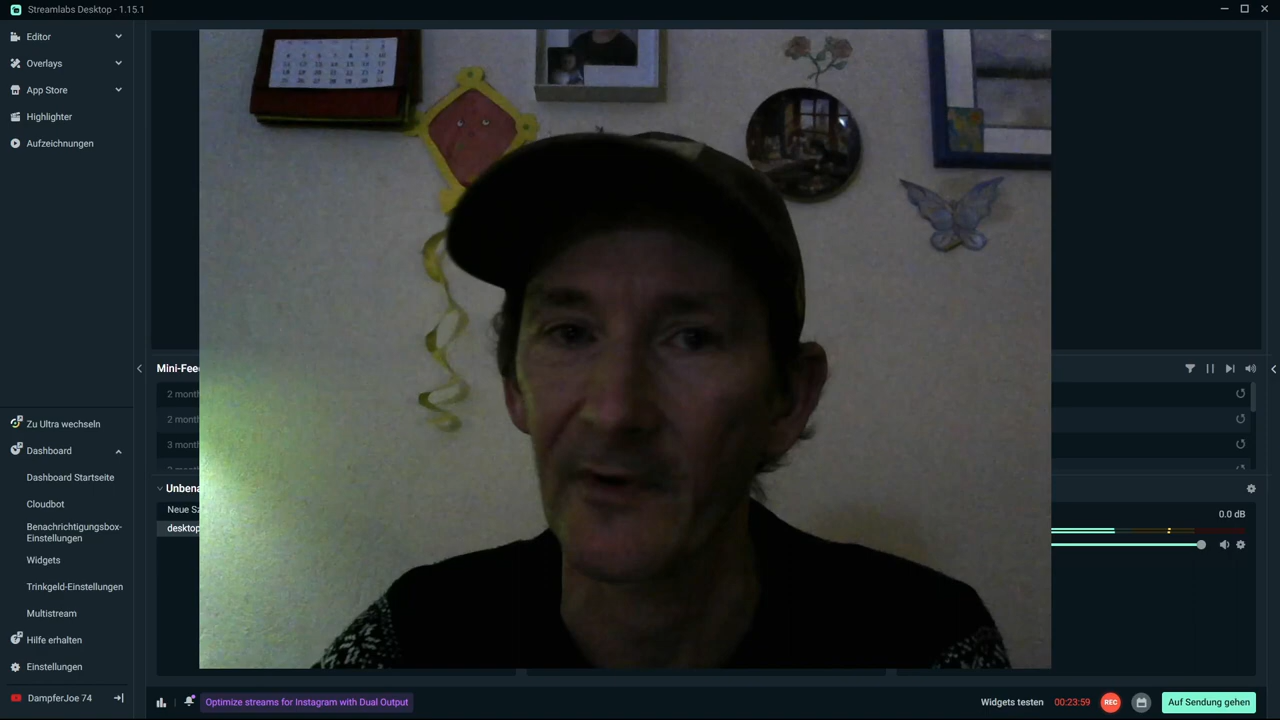 Streamlabs Desktop - 1.15.1
Editor
Overlays
App Store
Highlighter
Aufzeichnungen
Mini-Fee
2 month
2 month
3 month
Zu Ultra wechseln
Dashboard
Dashboard Startseite
Cloudbot
Benachrichtigungsbox-
Einstellungen
Widgets
Trinkgeld-Einstellungen
Multistream
Hilfe erhalten
Einstellungen
DampferJoe 74
Unbena
Neue Sz
desktop
0.0 dB
Optimize streams for Instagram with Dual Output
Widgets testen
00:23:59
REC
Auf Sendung gehen